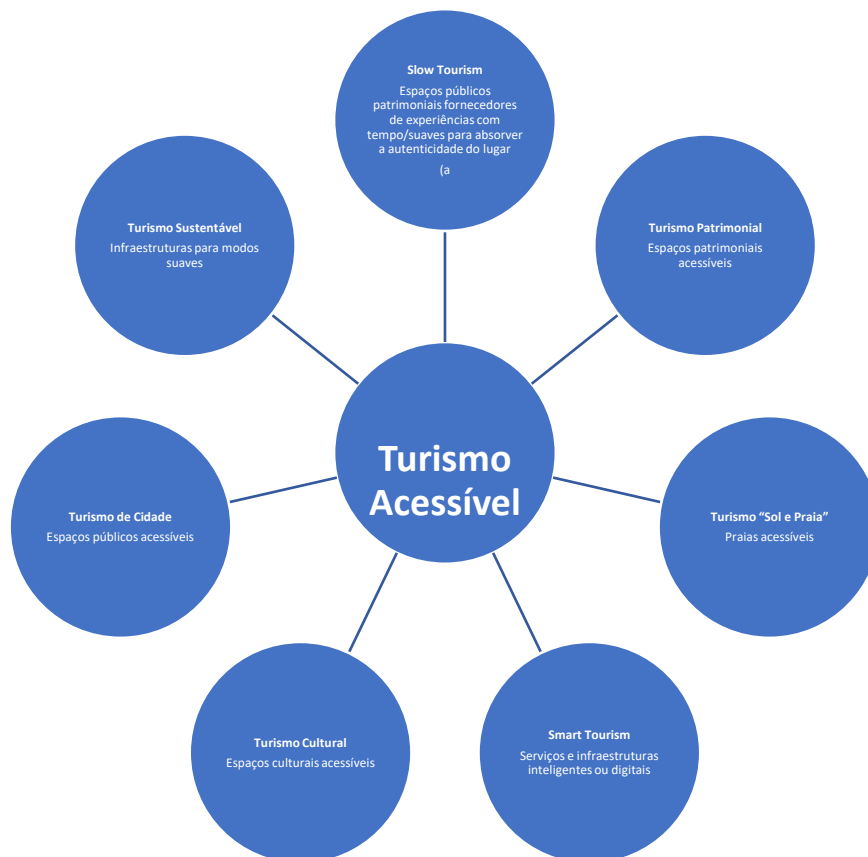 Slow Tourism
Espaços públicos
patrimoniais fornecedores
de experiências com
tempo/suaves para absorver
a autenticidade do lugar
(a
Turismo Sustentável
Infraestruturas para modos
suaves
Turismo Patrimonial
Espaços patrimoniais
acessíveis
Turismo
Acessível
Turismo de Cidade
Espaços públicos acessíveis
Turismo “Sol e Praia”
Praias acessíveis
Turismo Cultural
Espaços culturais acessíveis
Smart Tourism
Serviços e infraestruturas
inteligentes ou digitais